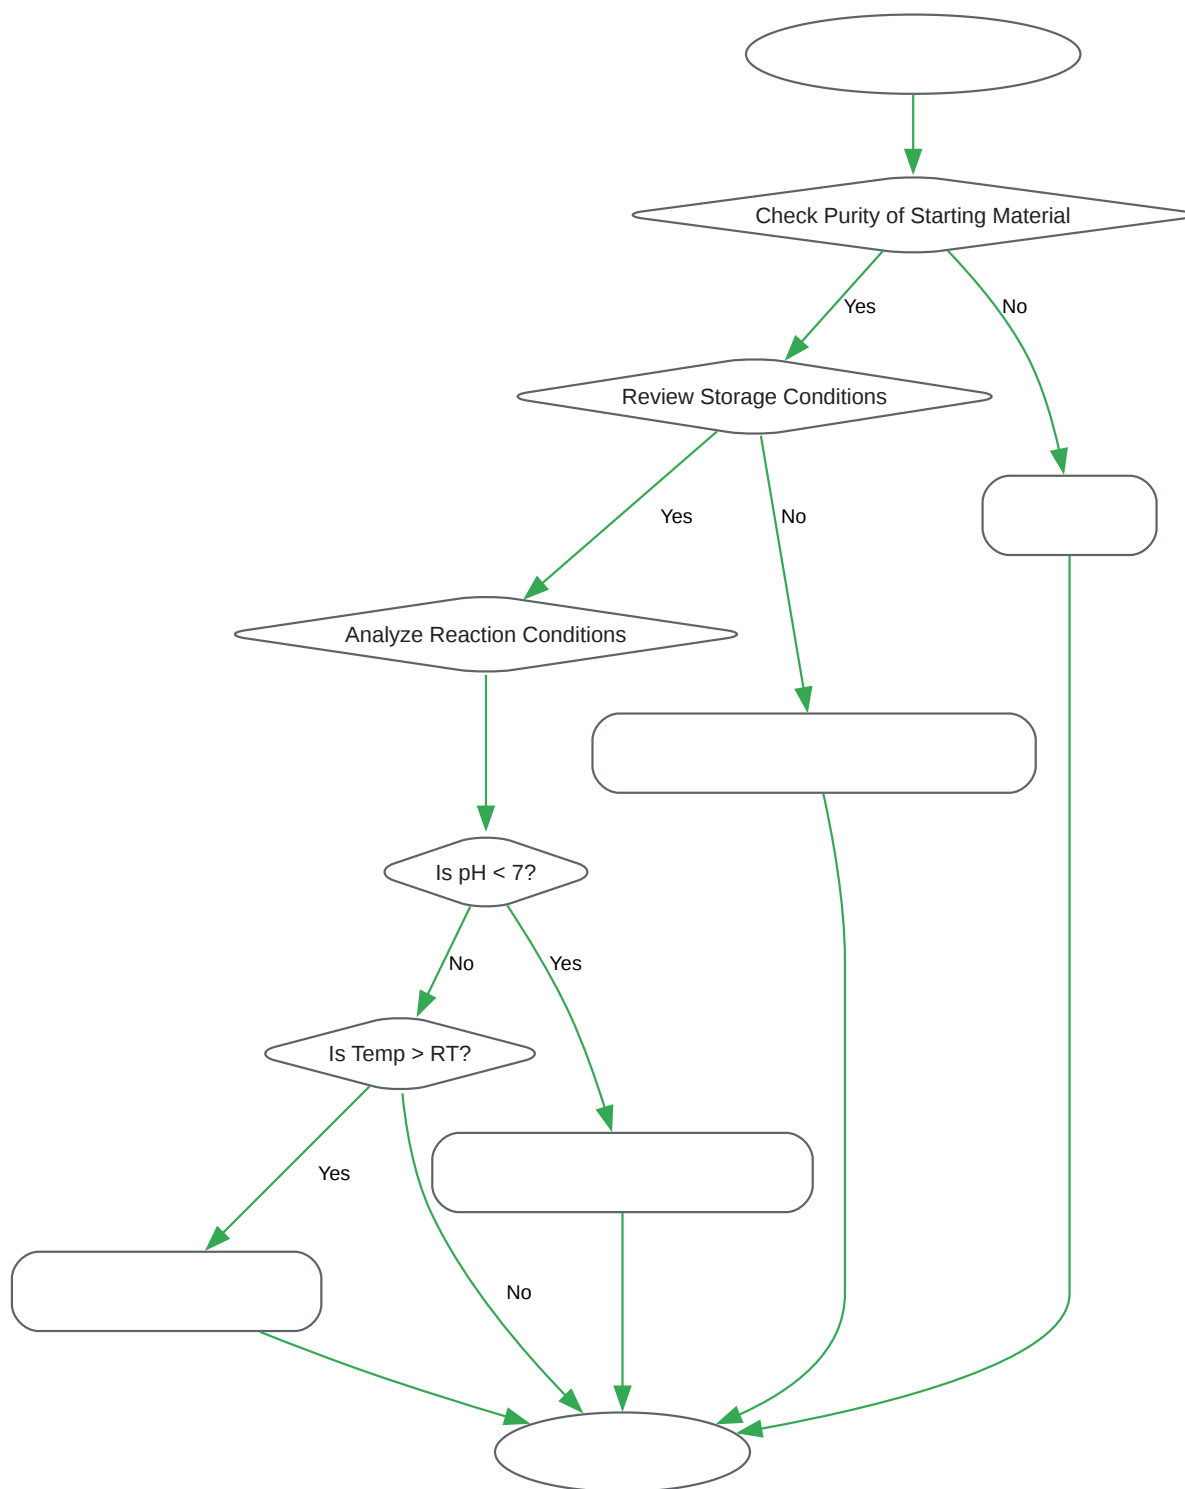 Check Purity of Starting Material
Yes
No
Review Storage Conditions
Yes
No
Analyze Reaction Conditions
Is pH < 7?
No
Yes
Is Temp > RT?
Yes
No